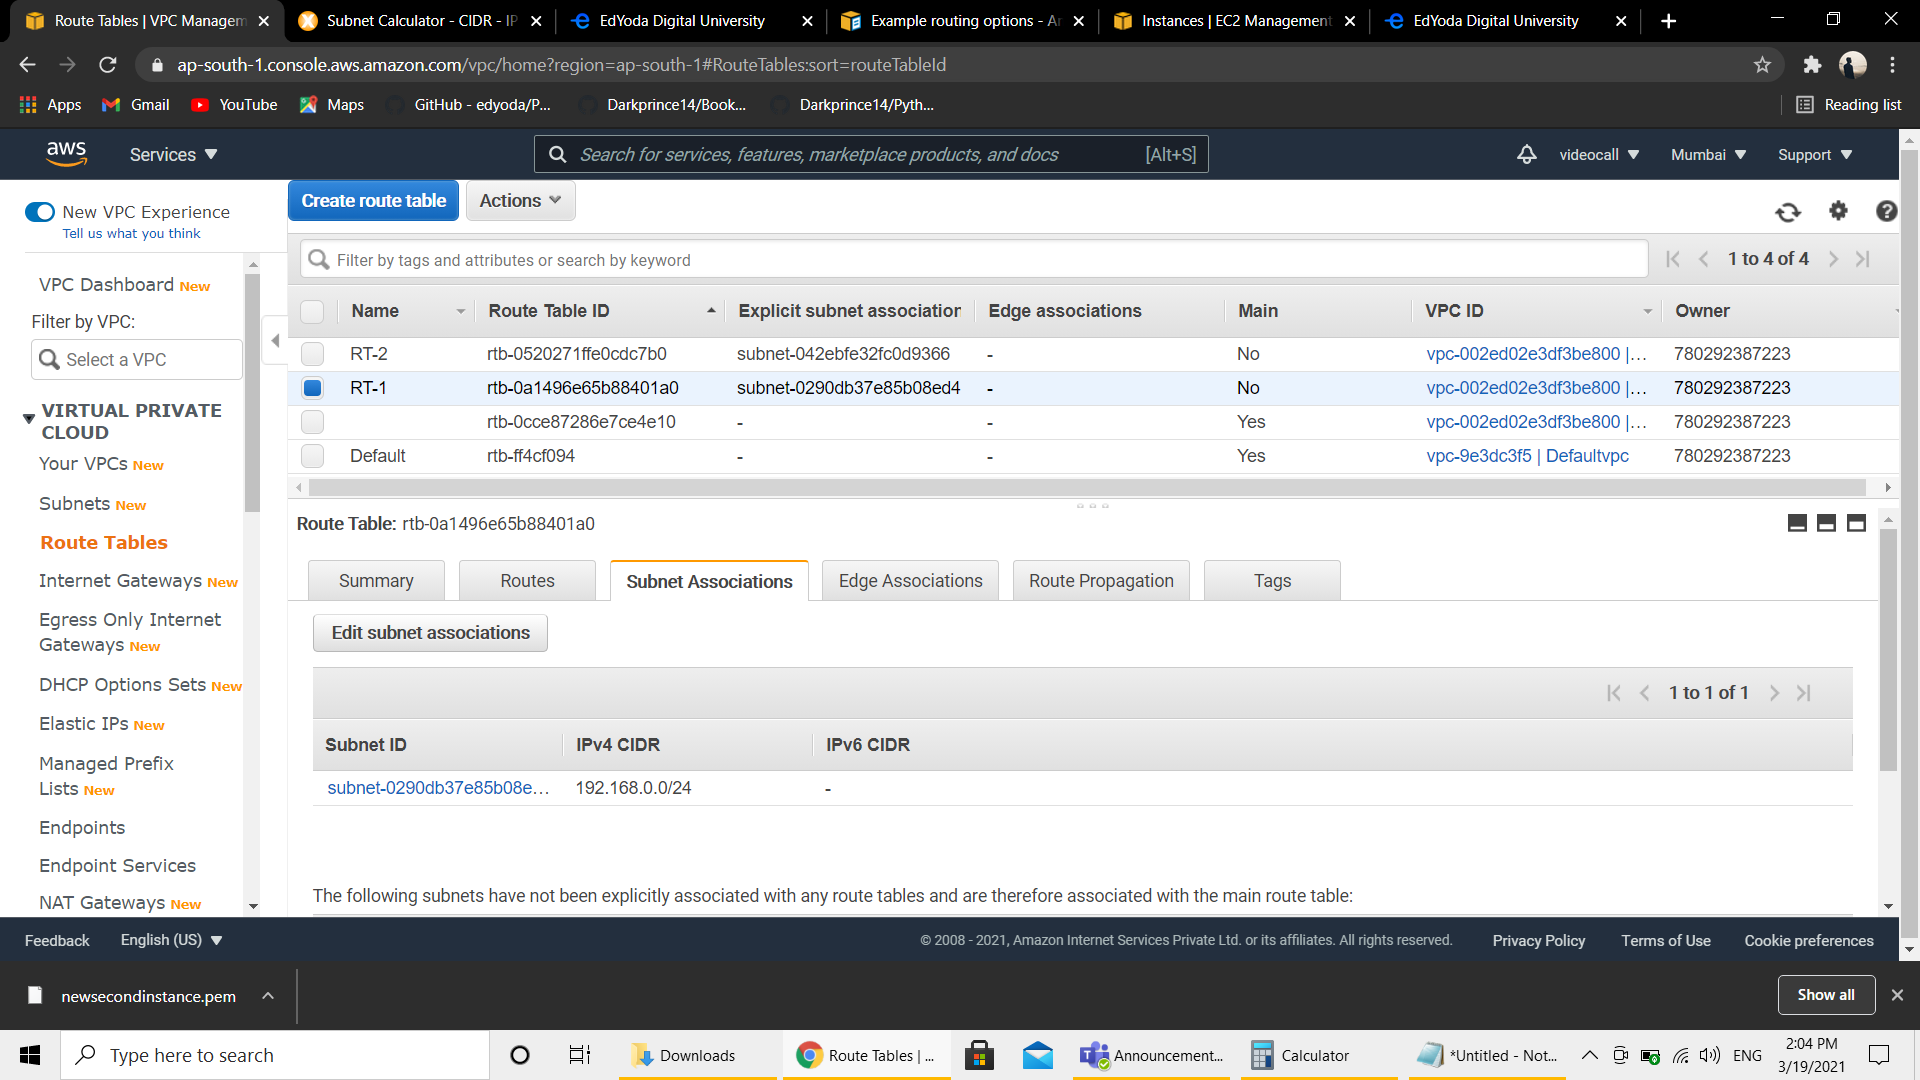 Route Tables | VPC Managem
Subnet Calculator - CIDR - IP
EdYoda Digital University
Example routing options - A
Instances | EC2 Management
EdYoda Digital University
ap-south-1.console.aws.amazon.com/vpc/home?region=ap-south-1#RouteTables:sort=routeTableId
Apps
Gmail
YouTube
Maps
GitHub - edyoda/P...
Darkprince14/Book...
Darkprince14/Pyth...
Reading list
aws
Services
Search for services, features, marketplace products, and docs
[Alt+S]
videocall
Mumbai
Support
New VPC Experience
Tell us what you think
Create route table
Actions
Filter by tags and attributes or search by keyword
1 to 4 of 4
VPC Dashboard New
Filter by VPC:
Select a VPC
VIRTUAL PRIVATE
CLOUD
Your VPCs New
Subnets New
Route Tables
Internet Gateways New
Egress Only Internet
Gateways New
DHCP Options Sets New
Elastic IPs New
Managed Prefix
Lists New
Endpoints
Endpoint Services
NAT Gateways New
Name Route Table ID Explicit subnet association Edge associations Main VPC ID Owner
RT-2 rtb-0520271ffe0cdc7b0 subnet-042ebfe32fc0d9366 - No vpc-002ed02e3df3be800 |... 780292387223
RT-1 rtb-0a1496e65b88401a0 subnet-0290db37e85b08ed4 - No vpc-002ed02e3df3be800 |... 780292387223
rtb-0cce87286e7ce4e10 - - Yes vpc-002ed02e3df3be800 |... 780292387223
Default rtb-ff4cf094 - - Yes vpc-9e3dc3f5 | Defaultvpc 780292387223
Route Table: rtb-0a1496e65b88401a0
Summary
Routes
Subnet Associations
Edge Associations
Route Propagation
Tags
Edit subnet associations
1 to 1 of 1
Subnet ID IPv4 CIDR IPv6 CIDR
subnet-0290db37e85b08e... 192.168.0.0/24 -
The following subnets have not been explicitly associated with any route tables and are therefore associated with the main route table:
Feedback
English (US)
© 2008 - 2021, Amazon Internet Services Private Ltd. or its affiliates. All rights reserved.
Privacy Policy
Terms of Use
Cookie preferences
newsecondinstance.pem
Show all
Type here to search
Downloads
Route Tables | ...
Announcement...
Calculator
*Untitled - Not...
ENG
2:04 PM
3/19/2021